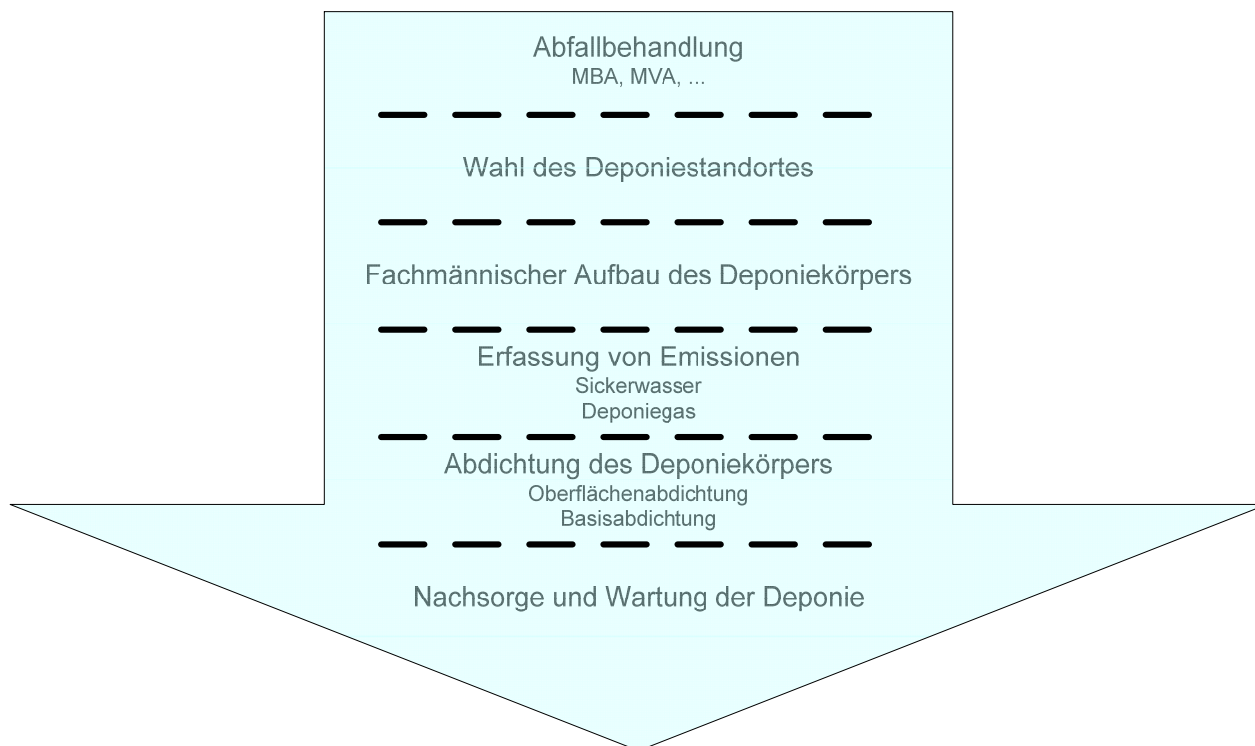 Abfallbehandlung
MBA, MVA, ...
Wahl des Deponiestandortes
Fachmännischer Aufbau des Deponiekörpers
Erfassung von Emissionen
Sickerwasser
Deponiegas
Abdichtung des Deponiekörpers
Oberflächenabdichtung
Basisabdichtung
Nachsorge und Wartung der Deponie